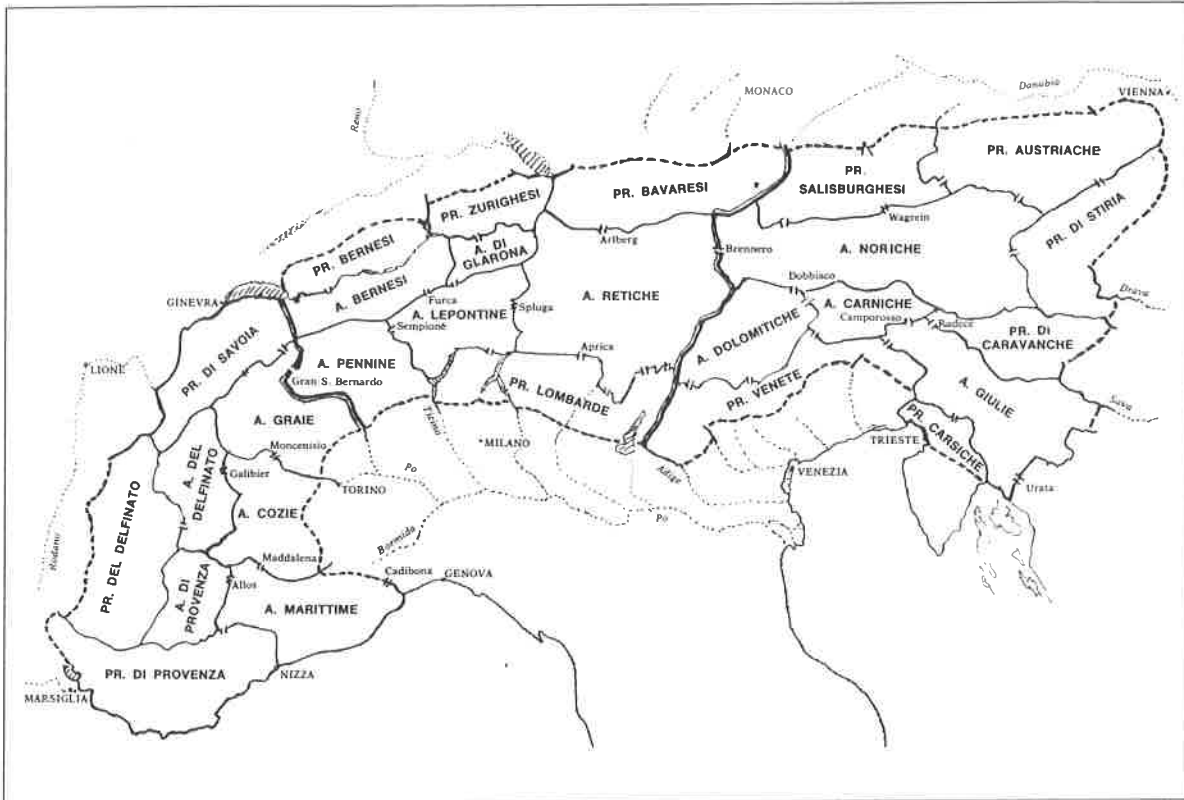 Danubio
MONACO
VIENNA
Reno
PR. AUSTRIACHE
PR.
SALISBURGHESI
PR. BAVARESI
PR. ZURIGHESI
PR. DI STIRIA
Wagrein
Arlberg
Brennero
A. NORICHE
PR. BERNESI
A. DI
GLARONA
Dobbiaco
Drava
GINEVRA
A. BERNESI
Furca
A. RETICHE
A. CARNICHE
Camporosso
Radece
A. LEPONTINE
Spluga
Sempione
A. DOLOMITICHE
PR. DI
CARAVANCHE
PR. DI SAVOIA
Aprica
LIONE
A. PENNINE
Gran S. Bernardo
PR. LOMBARDE
PR. VENETE
A. GIULIE
Sava
A. GRAIE
Ticino
MILANO
TRIESTE
PR. CARSICHE
Moncenisio
A. DEL
DELFINATO
Galibier
TORINO
Po
Adige
VENEZIA
Urata
A. COZIE
Po
Rodano
PR. DEL DELFINATO
Bormida
Maddalena
Cadibona
GENOVA
A. DI
PROVENZA
Allos
A. MARITTIME
PR. DI PROVENZA
NIZZA
MARSIGLIA